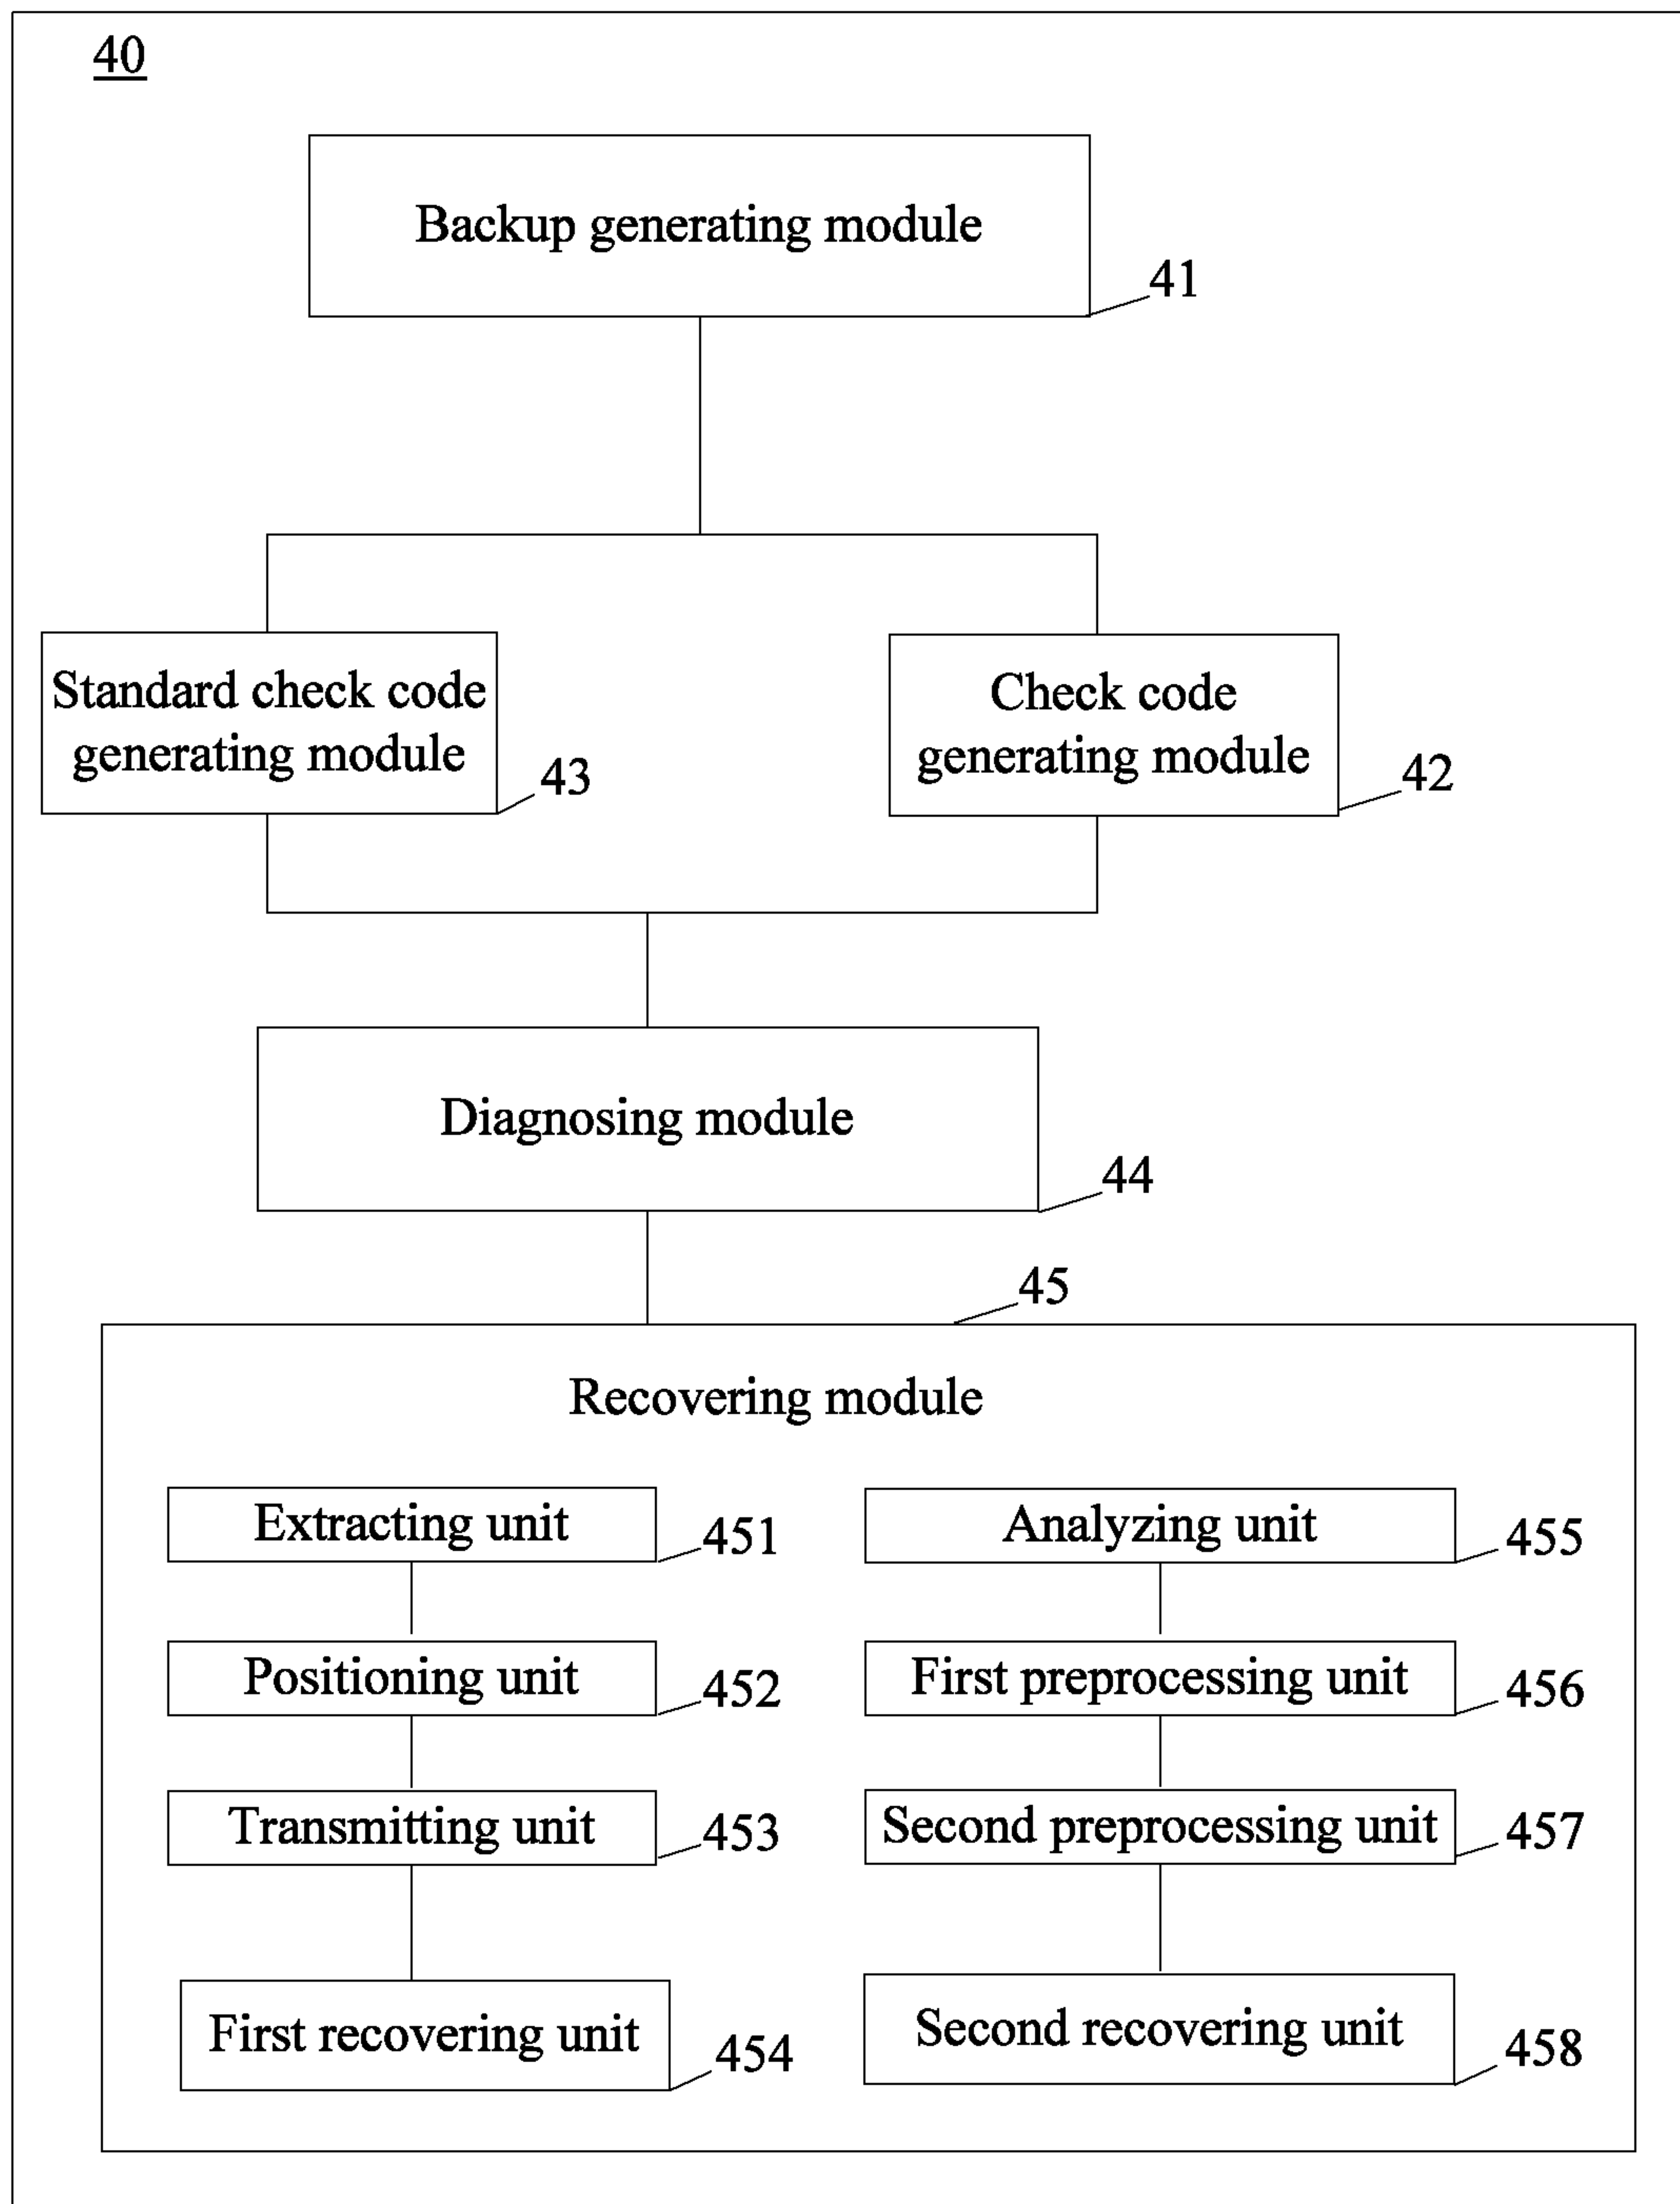 40
Backup generating module
41
Standard check code
generating module
43
Check code
generating module
42
Diagnosing module
44
45
Recovering module
Extracting unit
451
Analyzing unit
455
Positioning unit
452
First preprocessing unit
456
Transmitting unit
453
Second preprocessing unit
457
First recovering unit
454
Second recovering unit
458